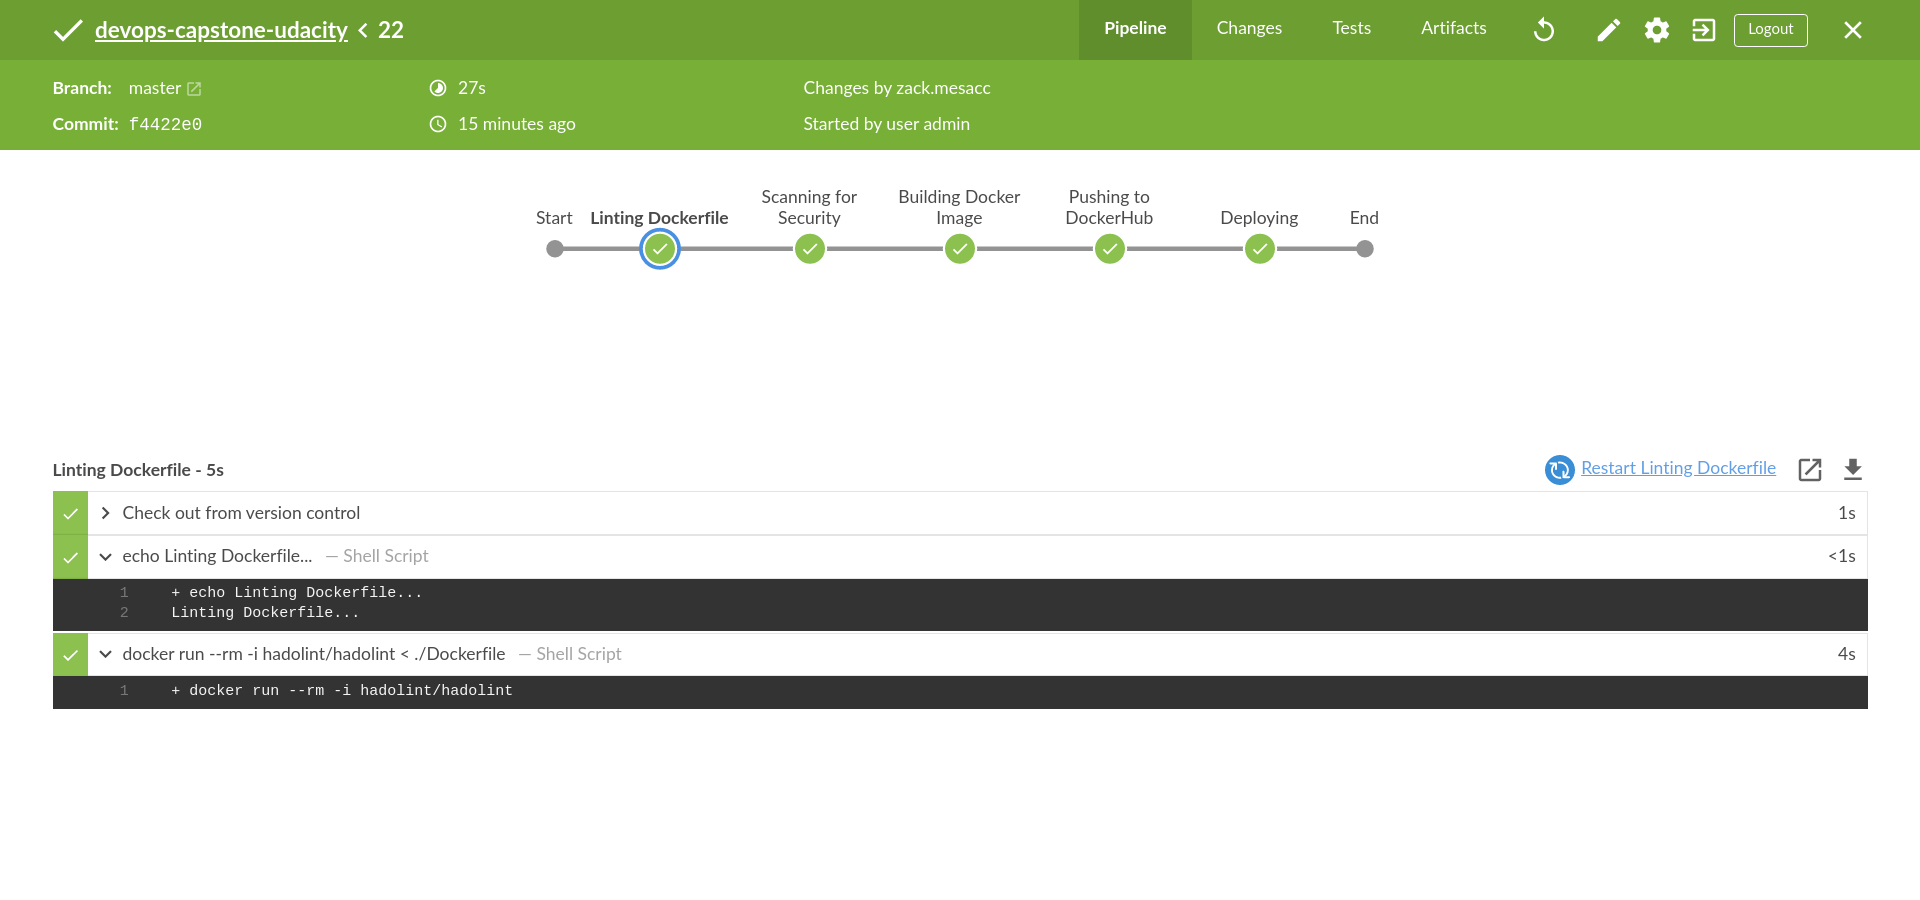 devops-capstone-udacity < 22
Pipeline
Changes
Tests
Artifacts
Logout
Branch: master
27s
Changes by zack.mesacc
Commit: f4422e0
15 minutes ago
Started by user admin
Start
Linting Dockerfile
Scanning for
Security
Building Docker
Image
Pushing to
DockerHub
Deploying
End
Linting Dockerfile - 5s
Restart Linting Dockerfile
Check out from version control
1s
echo Linting Dockerfile... — Shell Script
<1s
1 + echo Linting Dockerfile...
2 Linting Dockerfile...
docker run --rm -i hadolint/hadolint < ./Dockerfile — Shell Script
4s
1 + docker run --rm -i hadolint/hadolint